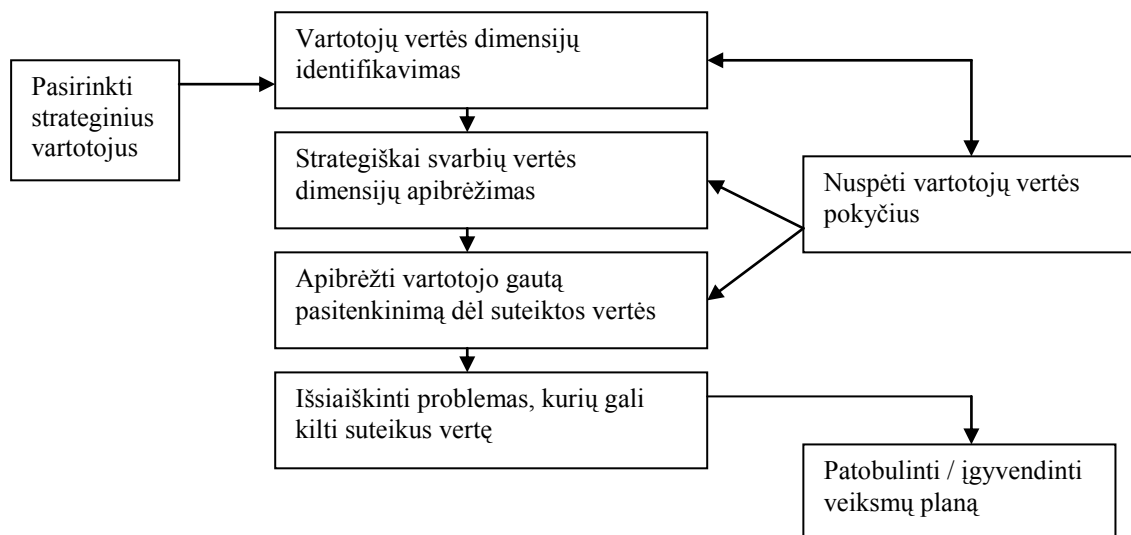 Vartotojų vertės dimensijų
identifikavimas
Pasirinkti
strateginius
vartotojus
Strategiškai svarbių vertės
dimensijų apibrėžimas
Nuspėti vartotojų vertės
pokyčius
Apibrėžti vartotojo gautą
pasitenkinimą dėl suteiktos vertės
Išsiaiškinti problemas, kurių gali
kilti suteikus vertę
Patobulinti / įgyvendinti
veiksmų planą